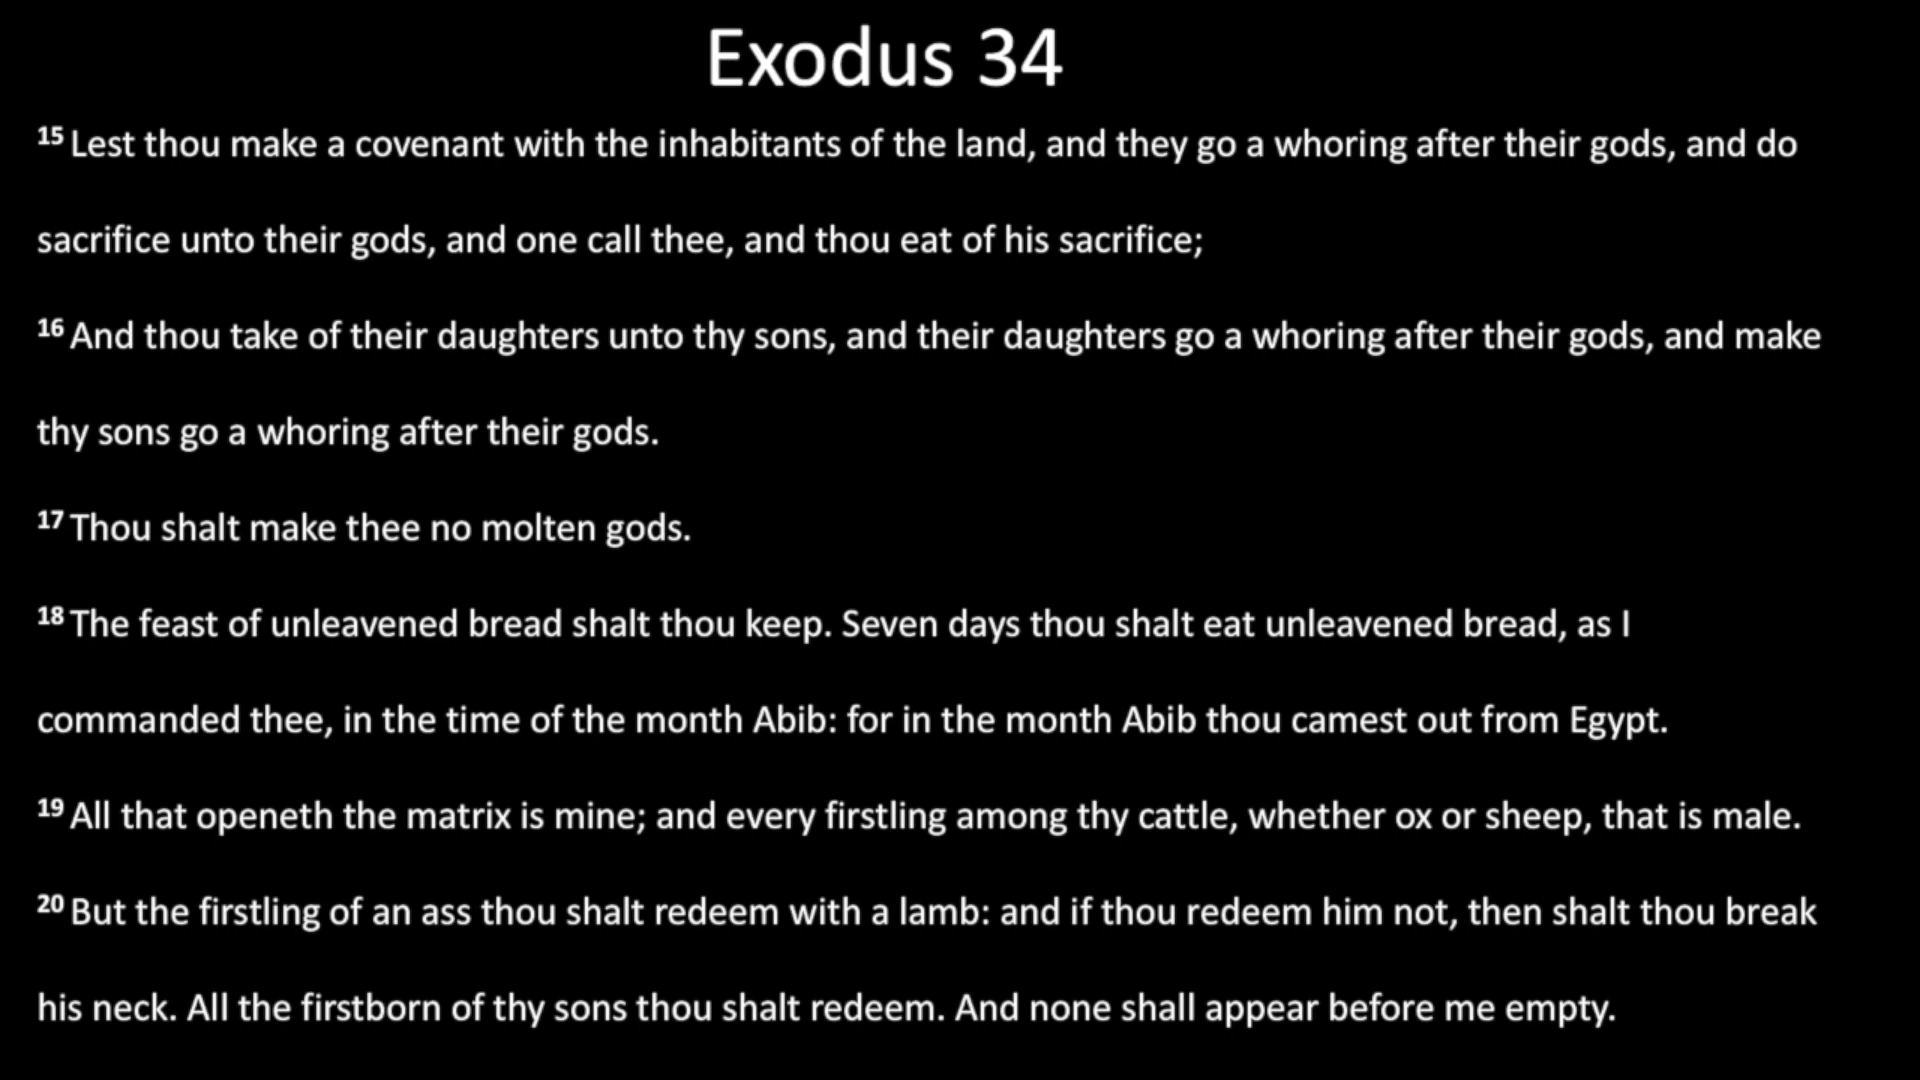 Exodus 34
15 Lest thou make a covenant with the inhabitants of the land, and they go a whoring after their gods, and do
sacrifice unto their gods, and one call thee, and thou eat of his sacrifice;
16 And thou take of their daughters unto thy sons, and their daughters go a whoring after their gods, and make
thy sons go a whoring after their gods.
17 Thou shalt make thee no molten gods.
18 The feast of unleavened bread shalt thou keep. Seven days thou shalt eat unleavened bread, as I
commanded thee, in the time of the month Abib: for in the month Abib thou camest out from Egypt.
19 All that openeth the matrix is mine; and every firstling among thy cattle, whether ox or sheep, that is male.
20 But the firstling of an ass thou shalt redeem with a lamb: and if thou redeem him not, then shalt thou break
his neck. All the firstborn of thy sons thou shalt redeem. And none shall appear before me empty.